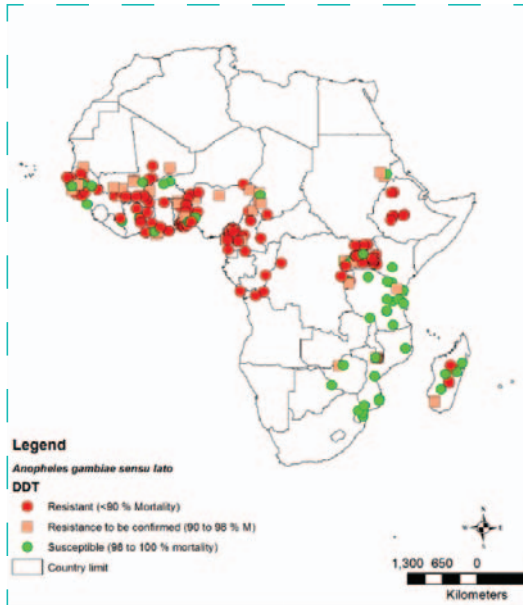 Legend
Anopheles gambiae sensu lato
DDT
Resistant (<90 % Mortality)
Resistance to be confirmed (90 to 98 % M)
Susceptible (98 to 100 % mortality)
Country limit
N
W E
S
1,300 650 0
Kilometers